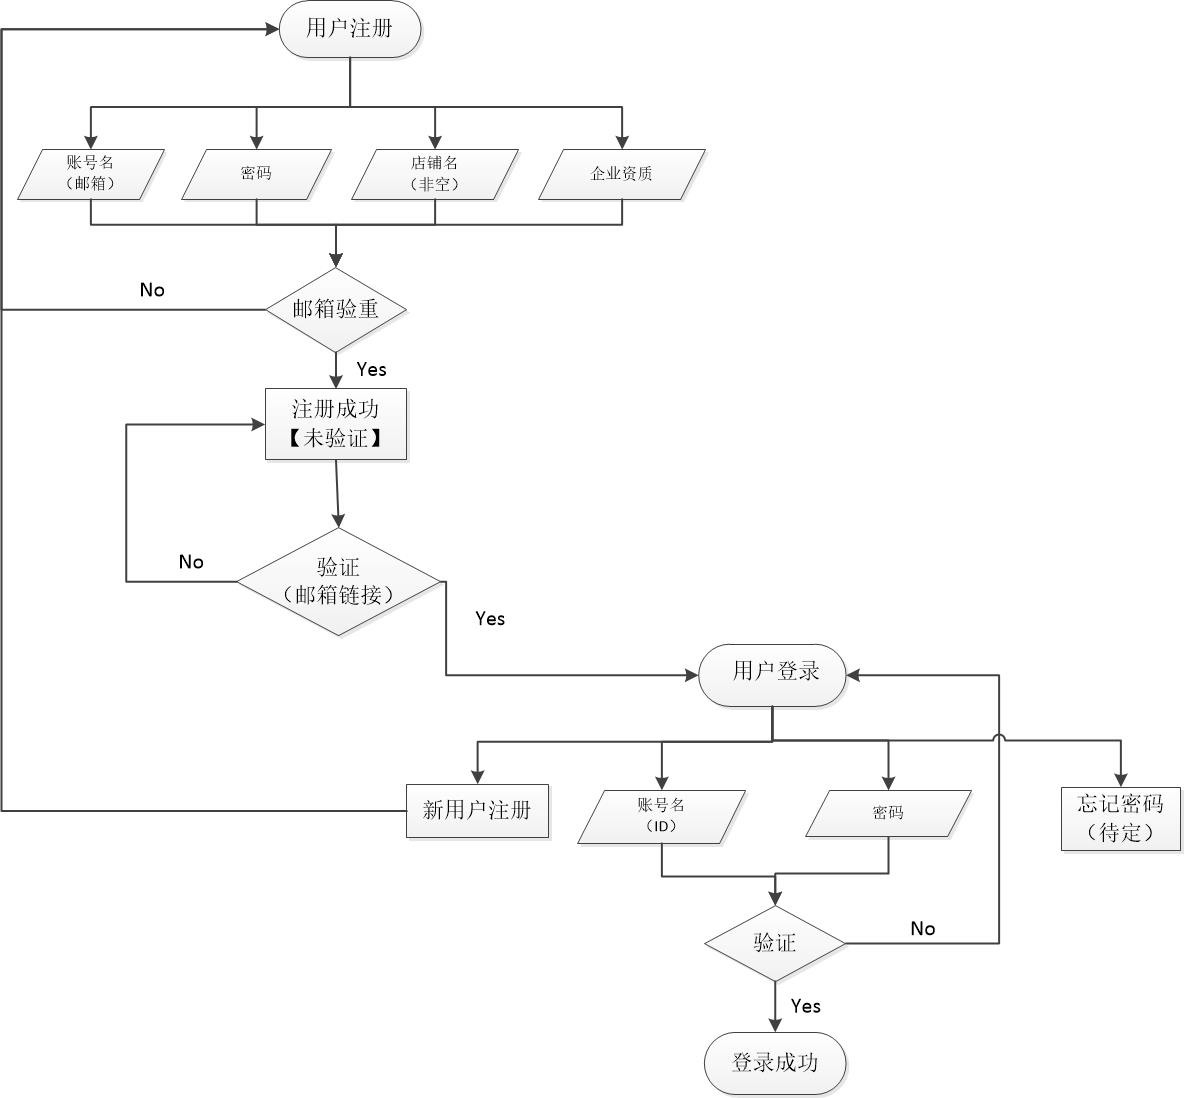 用户注册
账号名
（邮箱）
密码
店铺名
（非空）
企业资质
No
邮箱验重
Yes
注册成功
【未验证】
No
验证
（邮箱链接）
Yes
用户登录
新用户注册
账号名
（ID）
密码
忘记密码
（待定）
验证
No
Yes
登录成功